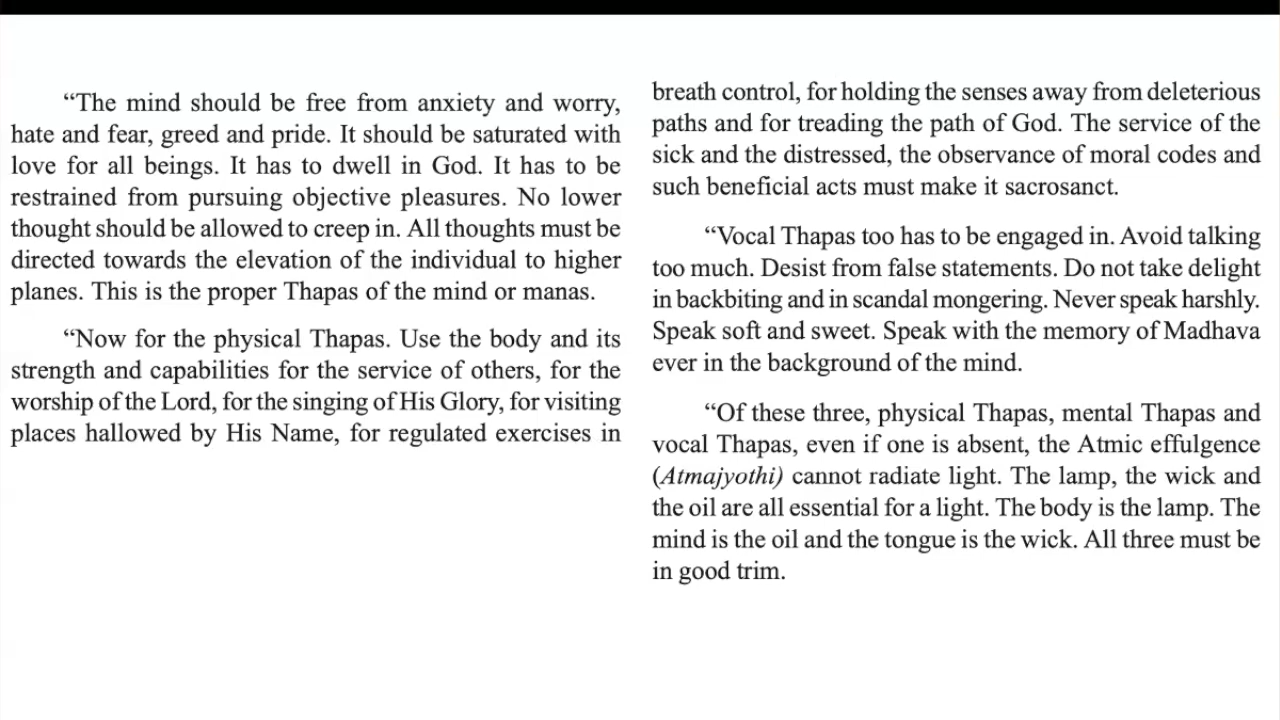 “The mind should be free from anxiety and worry,
hate and fear, greed and pride. It should be saturated with
love for all beings. It has to dwell in God. It has to be
restrained from pursuing objective pleasures. No lower
thought should be allowed to creep in. All thoughts must be
directed towards the elevation of the individual to higher
planes. This is the proper Thapas of the mind or manas.
“Now for the physical Thapas. Use the body and its
strength and capabilities for the service of others, for the
worship of the Lord, for the singing of His Glory, for visiting
places hallowed by His Name, for regulated exercises in
breath control, for holding the senses away from deleterious
paths and for treading the path of God. The service of the
sick and the distressed, the observance of moral codes and
such beneficial acts must make it sacrosanct.
“Vocal Thapas too has to be engaged in. Avoid talking
too much. Desist from false statements. Do not take delight
in backbiting and in scandal mongering. Never speak harshly.
Speak soft and sweet. Speak with the memory of Madhava
ever in the background of the mind.
“Of these three, physical Thapas, mental Thapas and
vocal Thapas, even if one is absent, the Atmic effulgence
(Atmajyothi) cannot radiate light. The lamp, the wick and
the oil are all essential for a light. The body is the lamp. The
mind is the oil and the tongue is the wick. All three must be
in good trim.